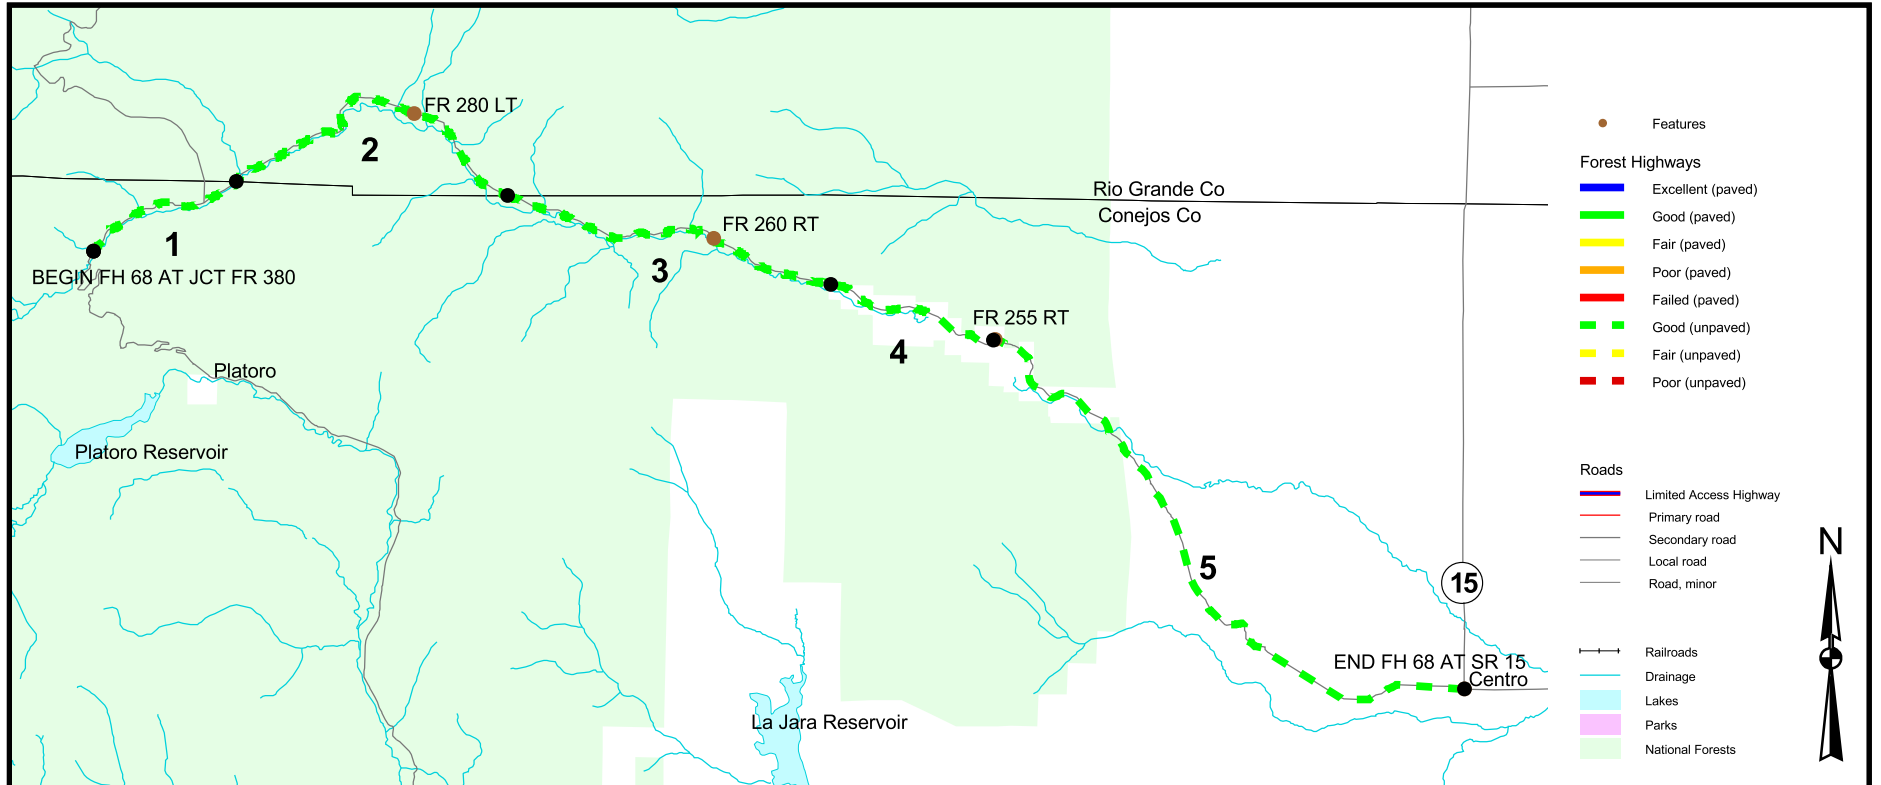 FR 280 LT
2
Rio Grande Co
Conejos Co
FR 260 RT
1
BEGIN FH 68 AT JCT FR 380
3
FR 255 RT
4
Platoro
Platoro Reservoir
5
15
END FH 68 AT SR 15
Centro
La Jara Reservoir
Features
Forest Highways
Excellent (paved)
Good (paved)
Fair (paved)
Poor (paved)
Failed (paved)
Good (unpaved)
Fair (unpaved)
Poor (unpaved)
Roads
Limited Access Highway
Primary road
Secondary road
Local road
Road, minor
Railroads
Drainage
Lakes
Parks
National Forests
N